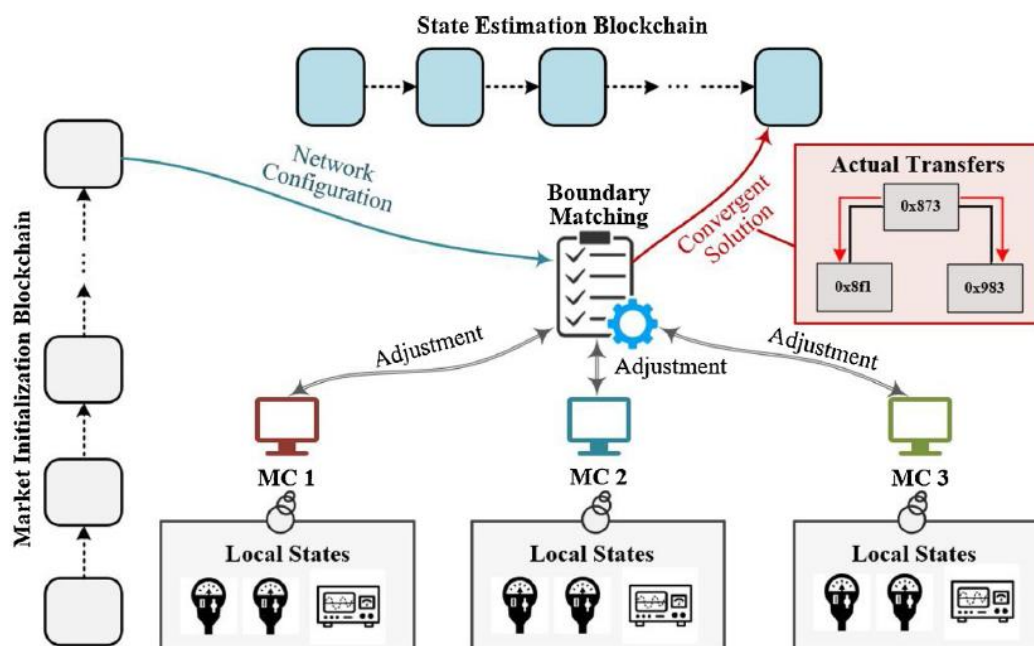 State Estimation Blockchain
Market Initialization Blockchain
Network
Configuration
Boundary
Matching
Convergent
Solution
Actual Transfers
0x873
0x8f1
0x983
Adjustment
Adjustment
Adjustment
MC 1
MC 2
MC 3
Local States
Local States
Local States